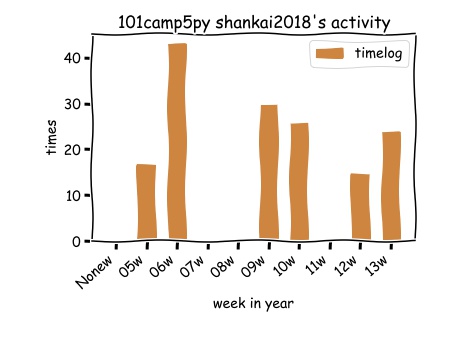 101camp5py shankai2018's activity
timelog
times
40
30
20
10
0
Nonew 05w 06w 07w 08w 09w 10w 11w 12w 13w
week in year